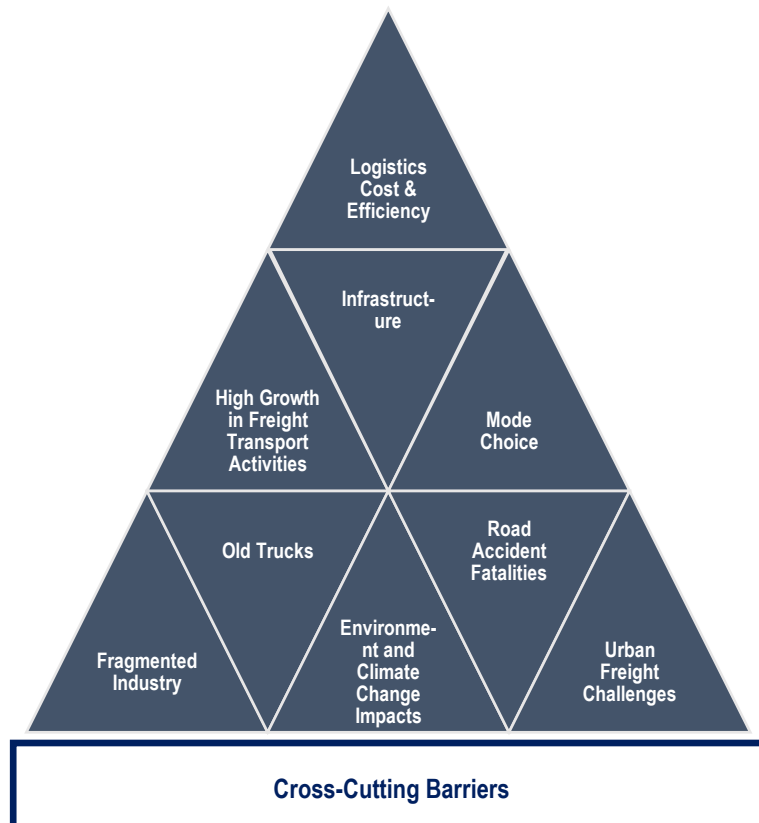 Logistics
Cost &
Efficiency
Infrastruct-
ure
High Growth
in Freight
Transport
Activities
Mode
Choice
Old Trucks
Road
Accident
Fatalities
Fragmented
Industry
Environme-
nt and
Climate
Change
Impacts
Urban
Freight
Challenges
Cross-Cutting Barriers